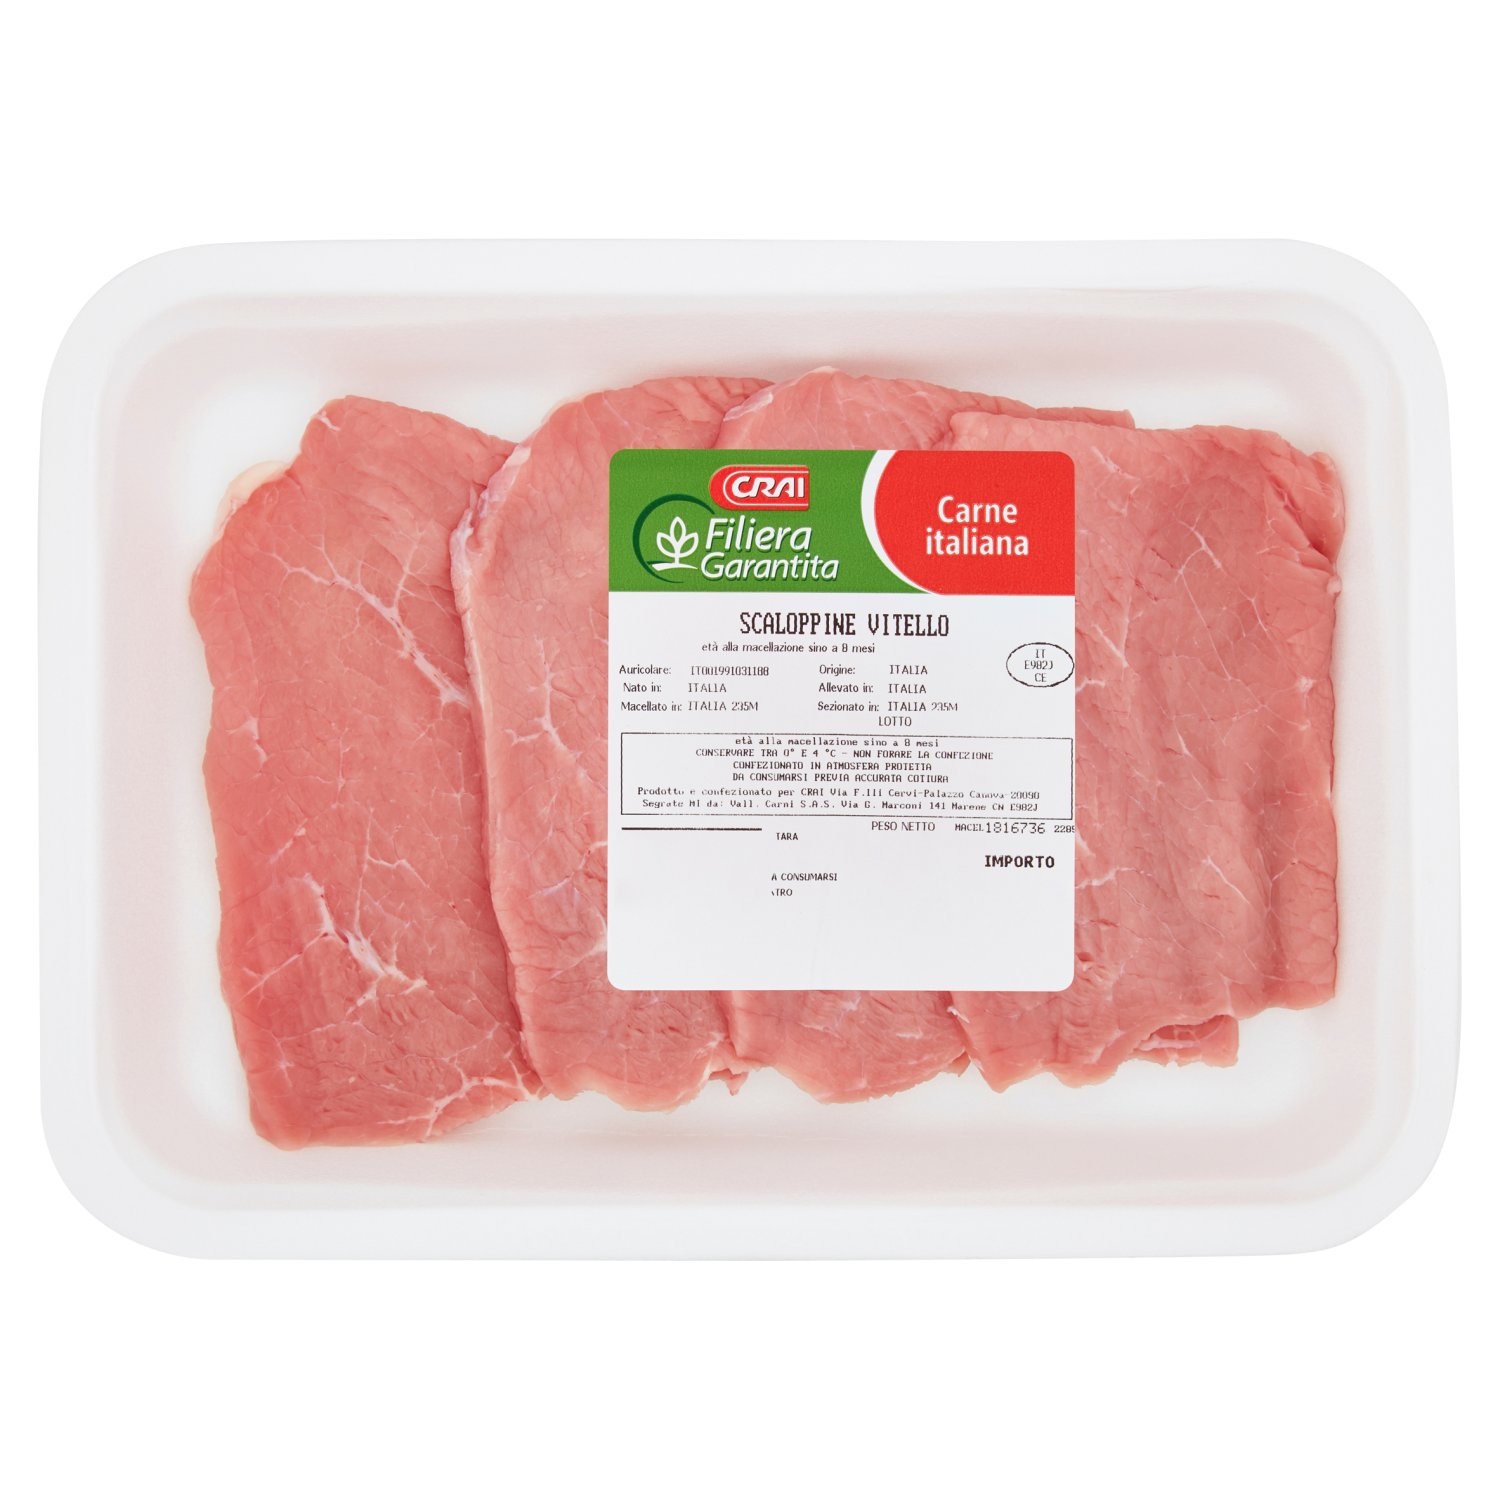 CRAI
Filiera
Garantita
Carne
italiana
SCALOPPINE VITELLO
età alla macellazione sino a 8 mesi
Auricolare: IT001991031188 Origine: ITALIA
Nato in: ITALIA Allevato in: ITALIA
Macellato in: ITALIA 235M Sezionato in: ITALIA 235M
LOTTO
IT
E982J
CE
età alla macellazione sino a 8 mesi
CONSERVARE TRA 0° E 4 °C - NON FORARE LA CONFEZIONE
CONFEZIONATO IN ATMOSFERA PROTETTA
DA CONSUMARSI PREVIA ACCURATA COTTURA
Prodotto e confezionato per CRAI Via F.lli Cervi-Palazzo Canova 20090
Segrate MI da: Vall. Carni S.A.S. Via G. Marconi 141 Marene CN E982J
PESO NETTO MACEL 1816736
TARA
IMPORTO
A CONSUMARSI
TRO